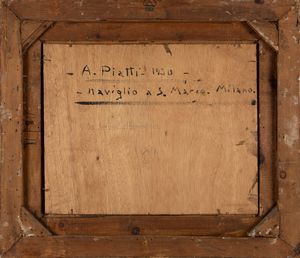 - A. Piatti - 1930 -
- naviglio a S. Marco. Milano.